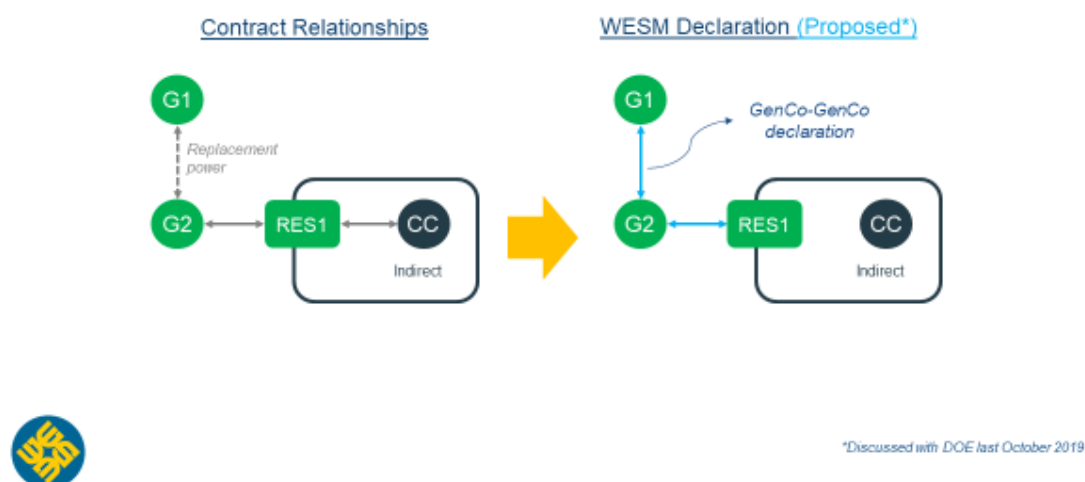 Contract Relationships
WESM Declaration (Proposed*)
G1
Replacement
power
G2
RES1
CC
Indirect
G1
GenCo-GenCo
declaration
G2
RES1
CC
Indirect
*Discussed with DOE last October 2019